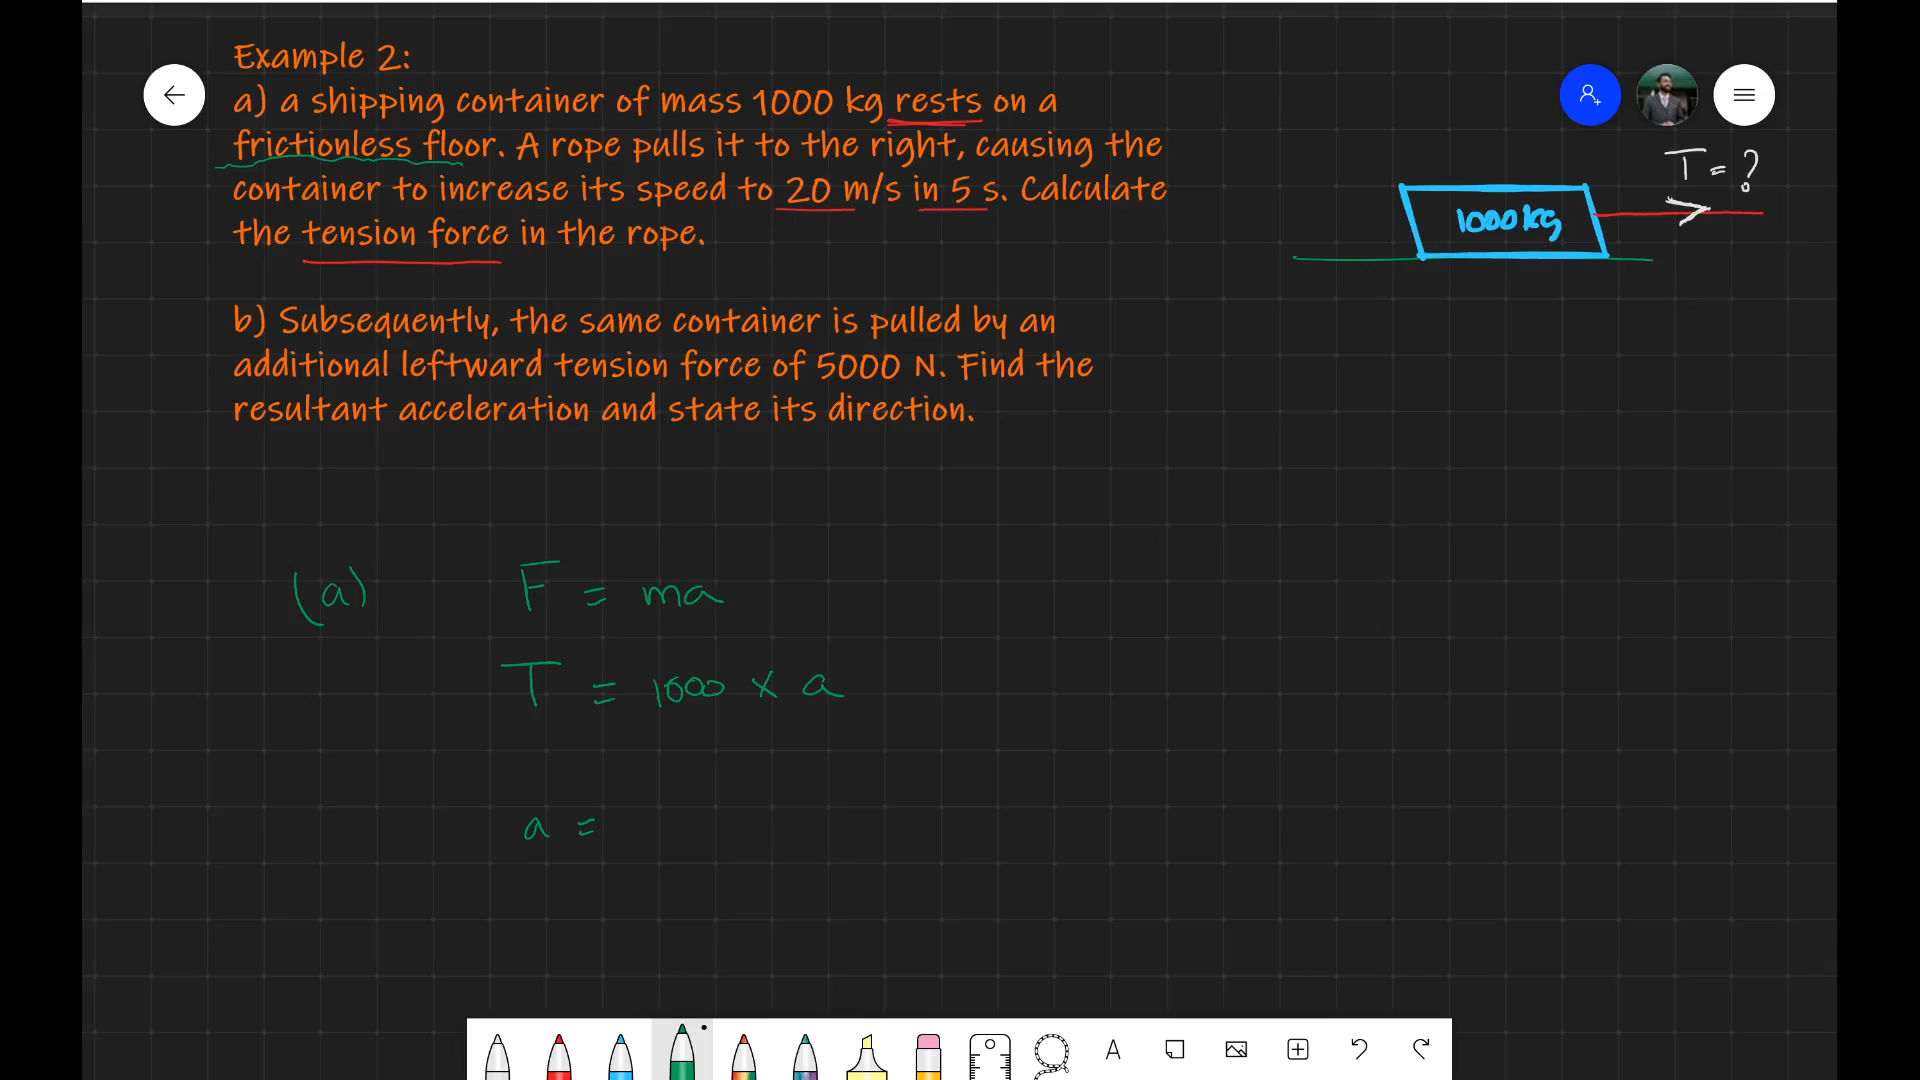 Example 2:
a) a shipping container of mass 1000 kg rests on a
frictionless floor. A rope pulls it to the right, causing the
container to increase its speed to 20 m/s in 5 s. Calculate
the tension force in the rope.
T = ?
1000 kg
b) Subsequently, the same container is pulled by an
additional leftward tension force of 5000 N. Find the
resultant acceleration and state its direction.
(a) F = ma
T = 1000 × a
a =
A